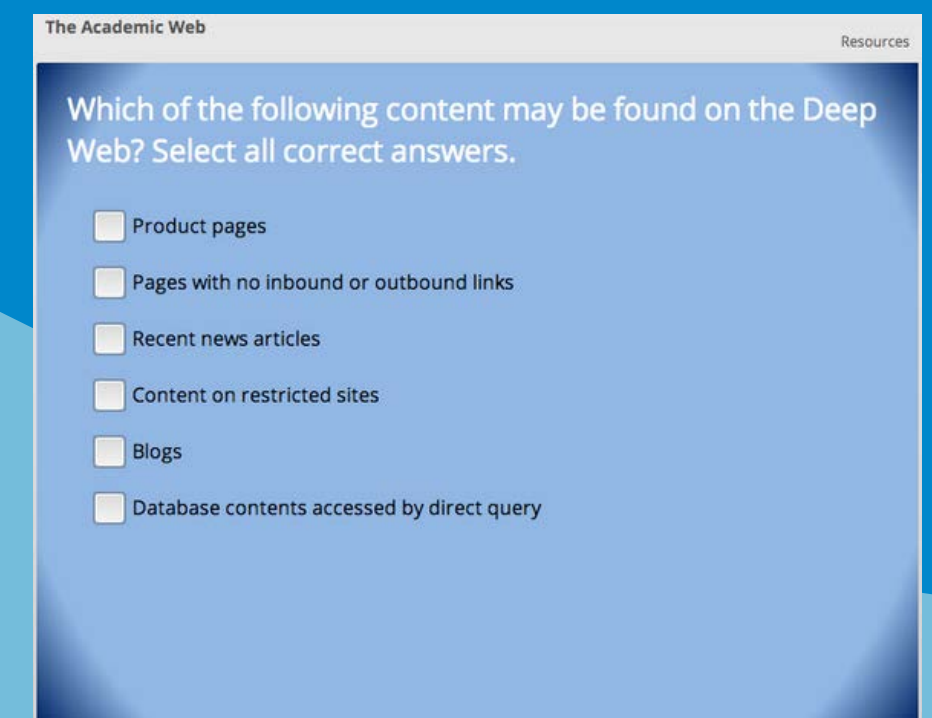 The Academic Web
Resources
Which of the following content may be found on the Deep
Web? Select all correct answers.
Product pages
Pages with no inbound or outbound links
Recent news articles
Content on restricted sites
Blogs
Database contents accessed by direct query